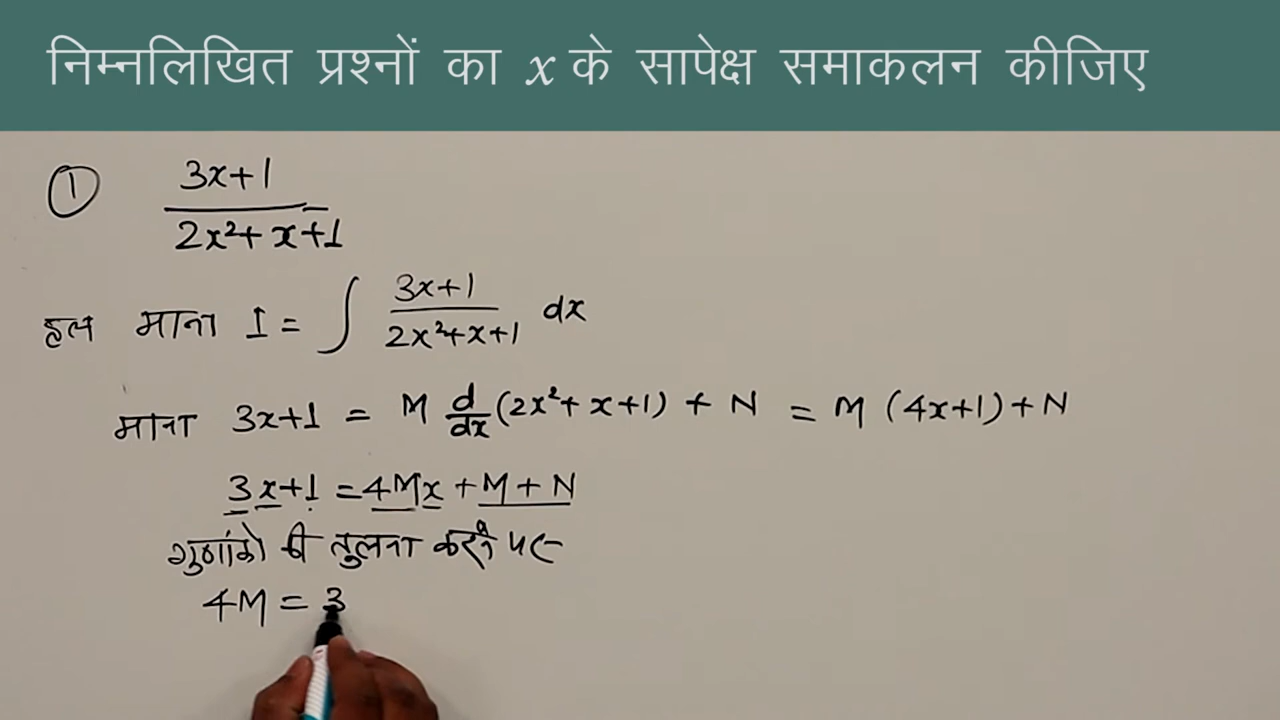 निम्नलिखित प्रश्नों का x के सापेक्ष समाकलन कीजिए
① (3x+1)/(2x²+x+1)
हल माना I = ∫ (3x+1)/(2x²+x+1) dx
माना 3x+1 = M d/dx (2x²+x+1) + N = M (4x+1)+N
3x+1 = 4Mx + M + N
गुणांको की तुलना करने पर
4M = 3